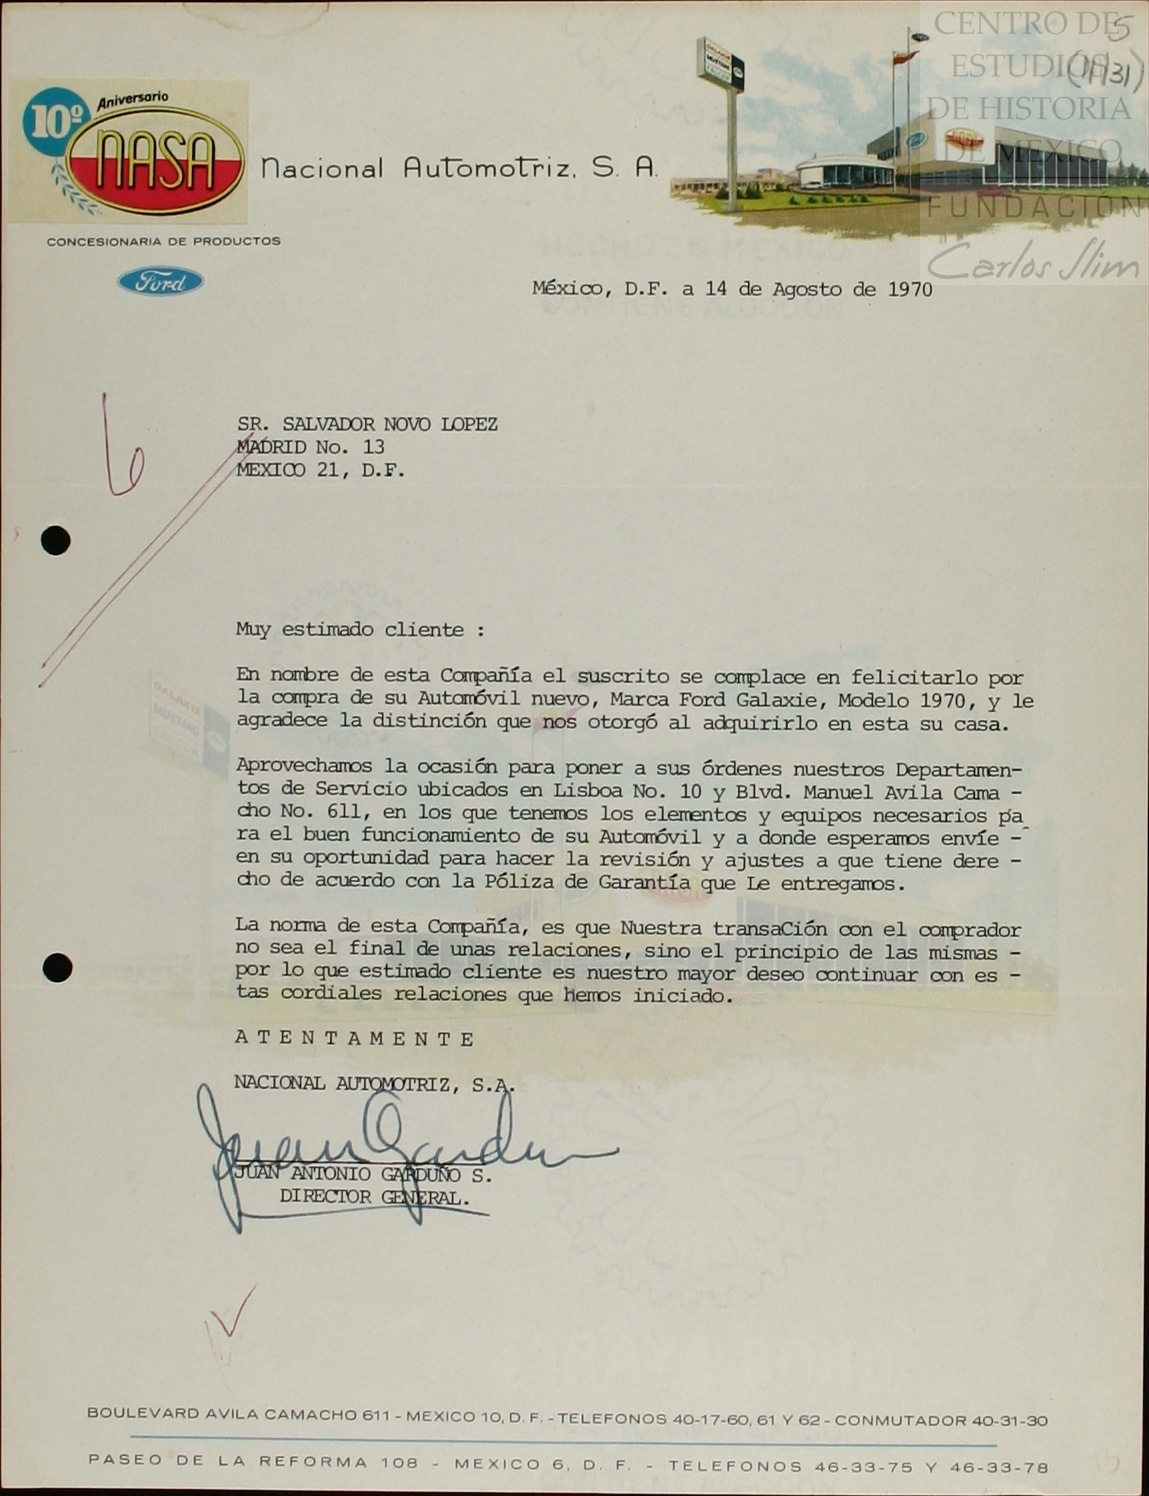 CENTRO DE
ESTUDIOS
DE HISTORIA
DE MÉXICO
FUNDACIÓN
Carlos Slim
5
(1/31)
GALAXIE
MUSTANG
10º Aniversario
NASA
Nacional Automotriz, S. A.
CONCESIONARIA DE PRODUCTOS
Ford
México, D.F. a 14 de Agosto de 1970
6
SR. SALVADOR NOVO LOPEZ
MADRID No. 13
MEXICO 21, D.F.
Muy estimado cliente :
En nombre de esta Compañía el suscrito se complace en felicitarlo por
la compra de su Automóvil nuevo, Marca Ford Galaxie, Modelo 1970, y le
agradece la distinción que nos otorgó al adquirirlo en esta su casa.
Aprovechamos la ocasión para poner a sus órdenes nuestros Departamen-
tos de Servicio ubicados en Lisboa No. 10 y Blvd. Manuel Avila Cama -
cho No. 611, en los que tenemos los elementos y equipos necesarios pa
ra el buen funcionamiento de su Automóvil y a donde esperamos envíe -
en su oportunidad para hacer la revisión y ajustes a que tiene dere -
cho de acuerdo con la Póliza de Garantía que Le entregamos.
La norma de esta Compañía, es que Nuestra transaCión con el comprador
no sea el final de unas relaciones, sino el principio de las mismas -
por lo que estimado cliente es nuestro mayor deseo continuar con es -
tas cordiales relaciones que Hemos iniciado.
A T E N T A M E N T E
NACIONAL AUTOMOTRIZ, S.A.
Juan Garduño
JUAN ANTONIO GARDUÑO S.
DIRECTOR GENERAL.
BOULEVARD AVILA CAMACHO 611 - MEXICO 10, D. F. - TELEFONOS 40-17-60, 61 Y 62 - CONMUTADOR 40-31-30
PASEO DE LA REFORMA 108 - MEXICO 6, D. F. - TELEFONOS 46-33-75 Y 46-33-78